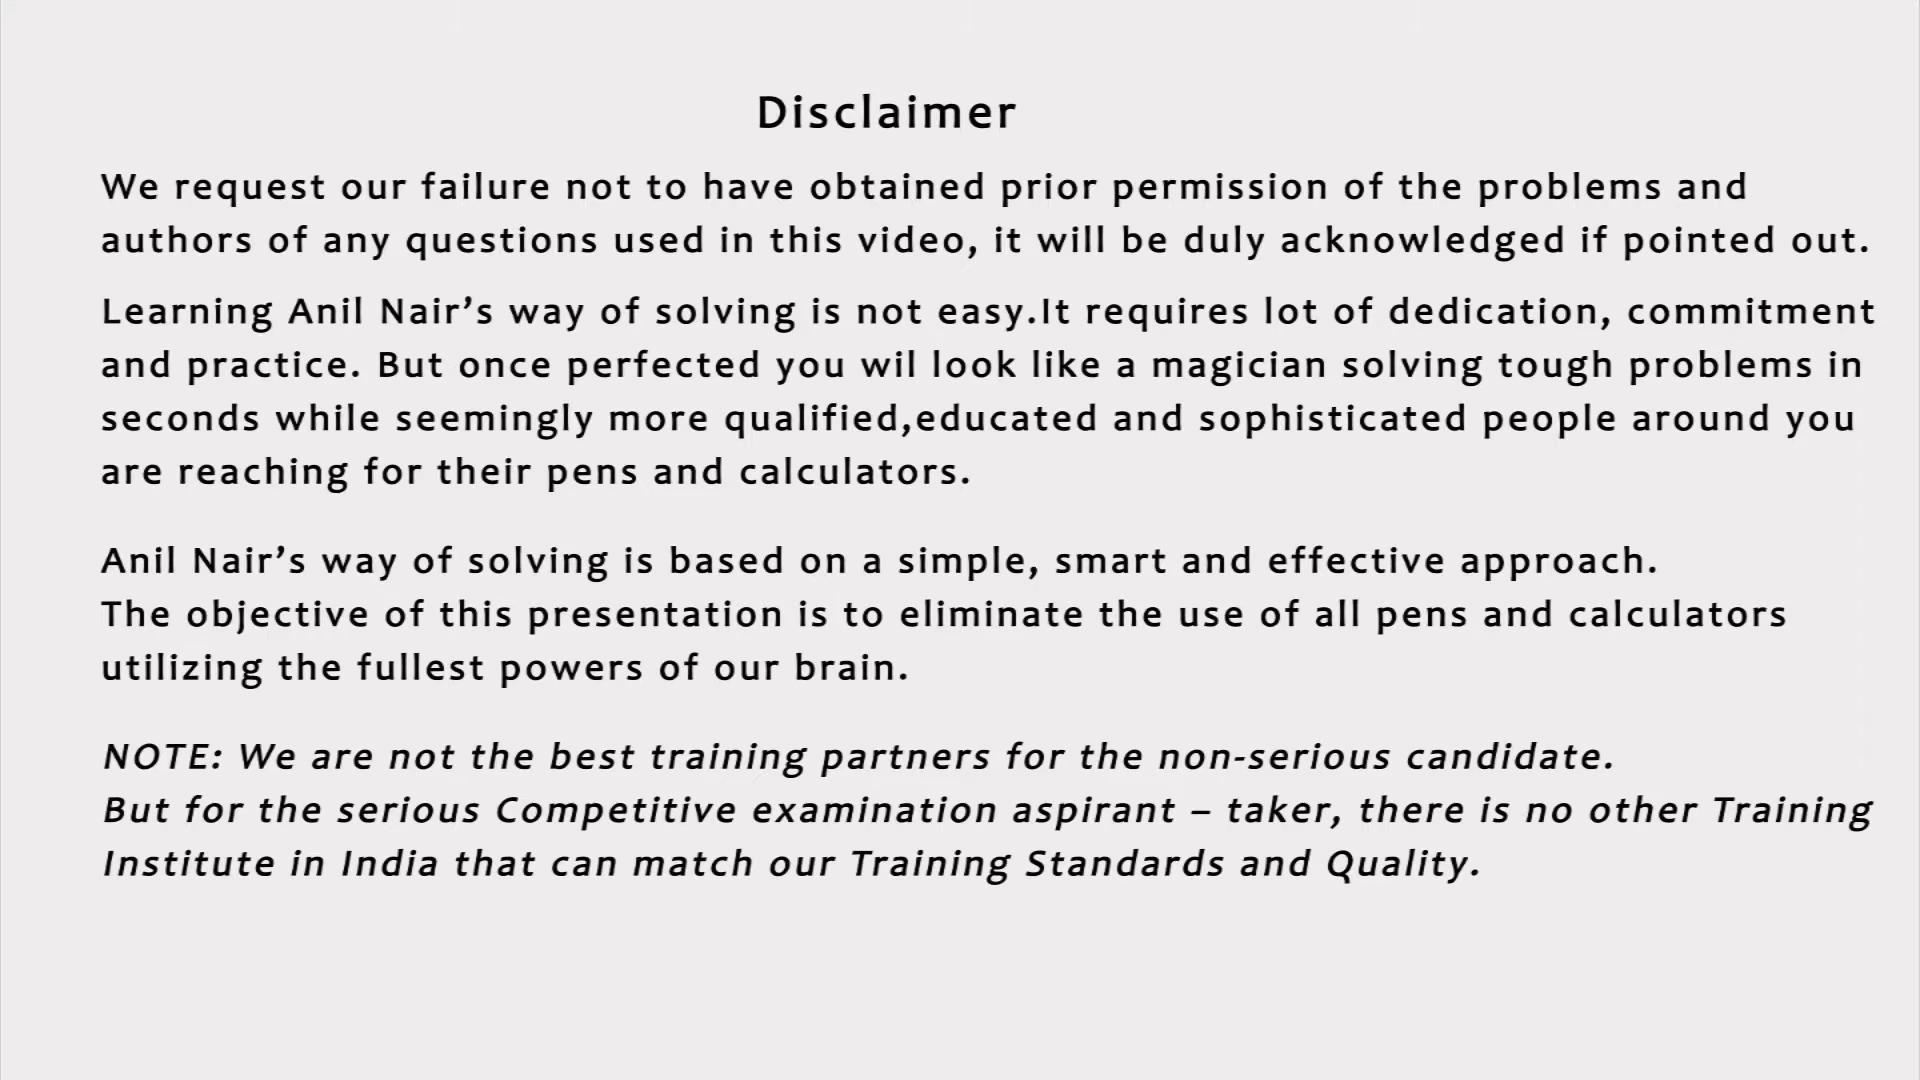 Disclaimer
We request our failure not to have obtained prior permission of the problems and
authors of any questions used in this video, it will be duly acknowledged if pointed out.
Learning Anil Nair’s way of solving is not easy.It requires lot of dedication, commitment
and practice. But once perfected you wil look like a magician solving tough problems in
seconds while seemingly more qualified,educated and sophisticated people around you
are reaching for their pens and calculators.
Anil Nair’s way of solving is based on a simple, smart and effective approach.
The objective of this presentation is to eliminate the use of all pens and calculators
utilizing the fullest powers of our brain.
NOTE: We are not the best training partners for the non-serious candidate.
But for the serious Competitive examination aspirant – taker, there is no other Training
Institute in India that can match our Training Standards and Quality.